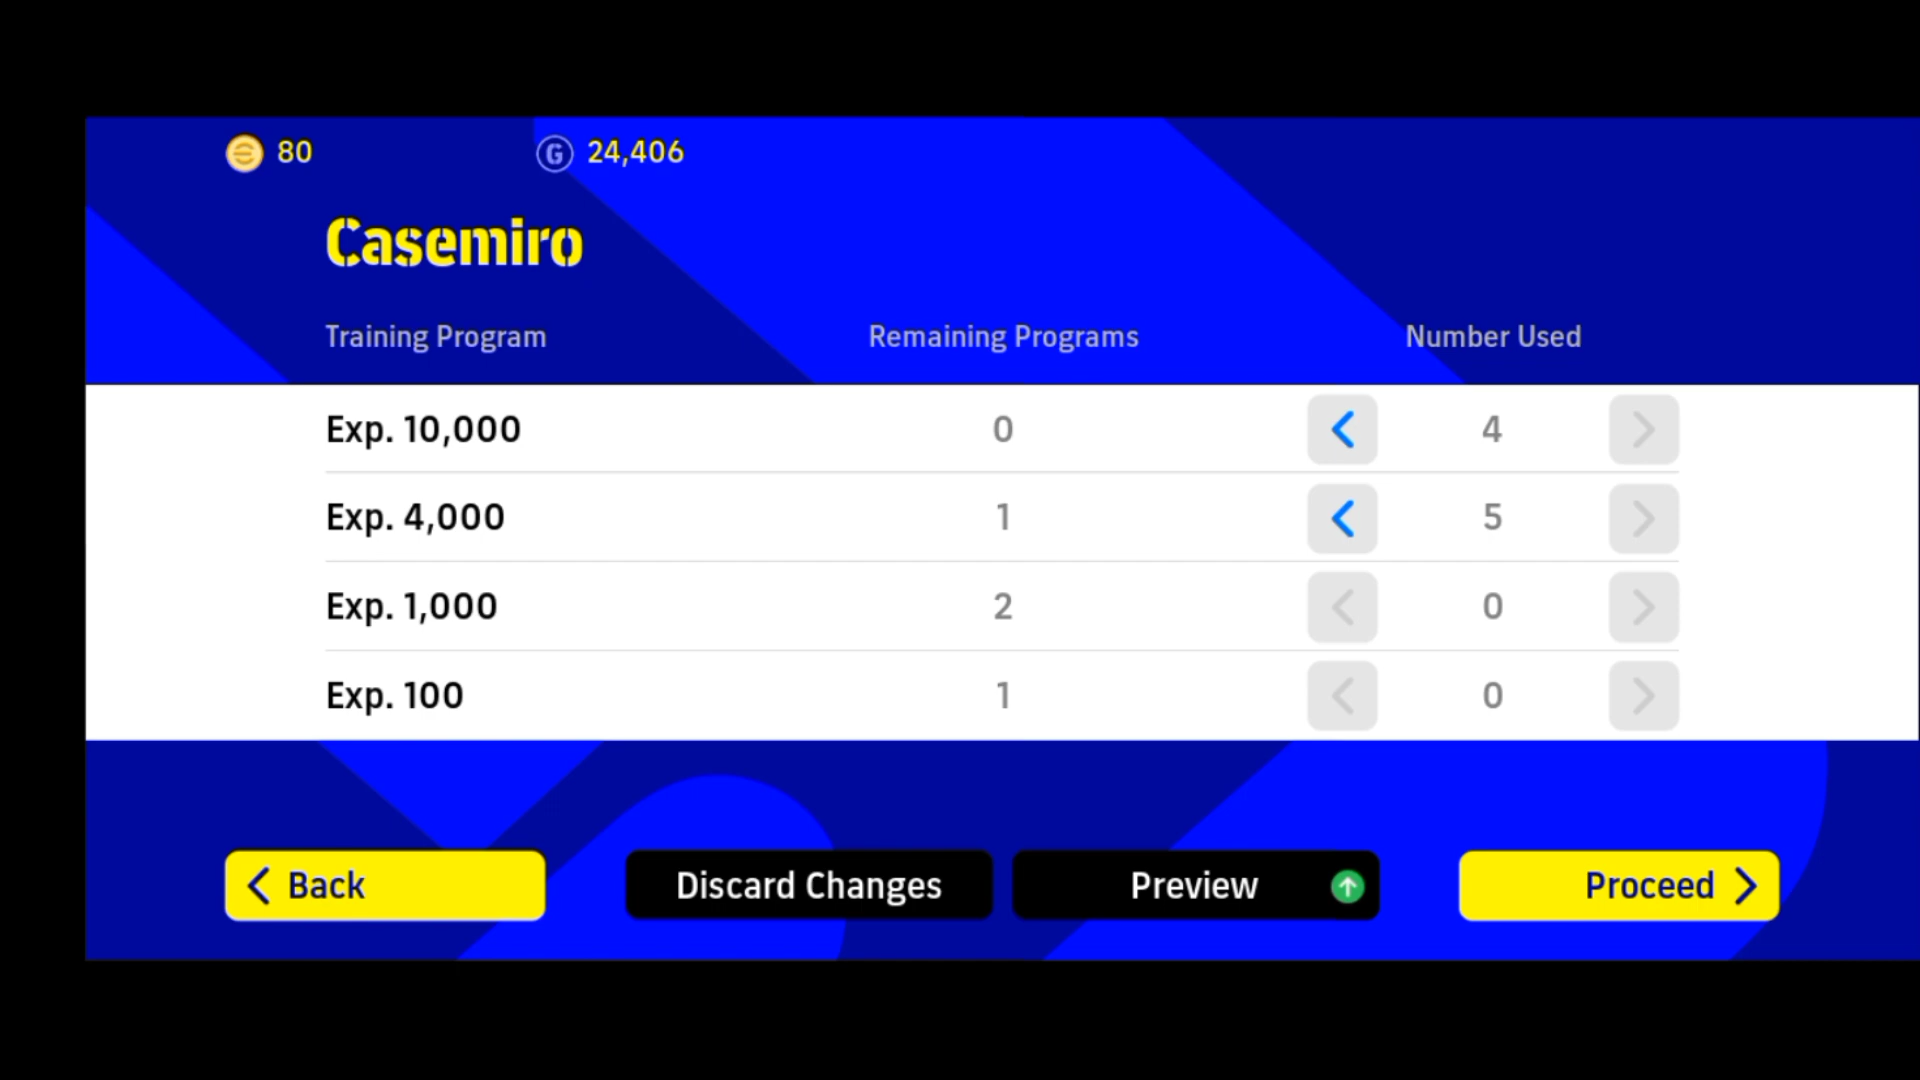 80 24,406
Casemiro
Training Program Remaining Programs Number Used
Exp. 10,000 0 4
Exp. 4,000 1 5
Exp. 1,000 2 0
Exp. 100 1 0
Back Discard Changes Preview Proceed